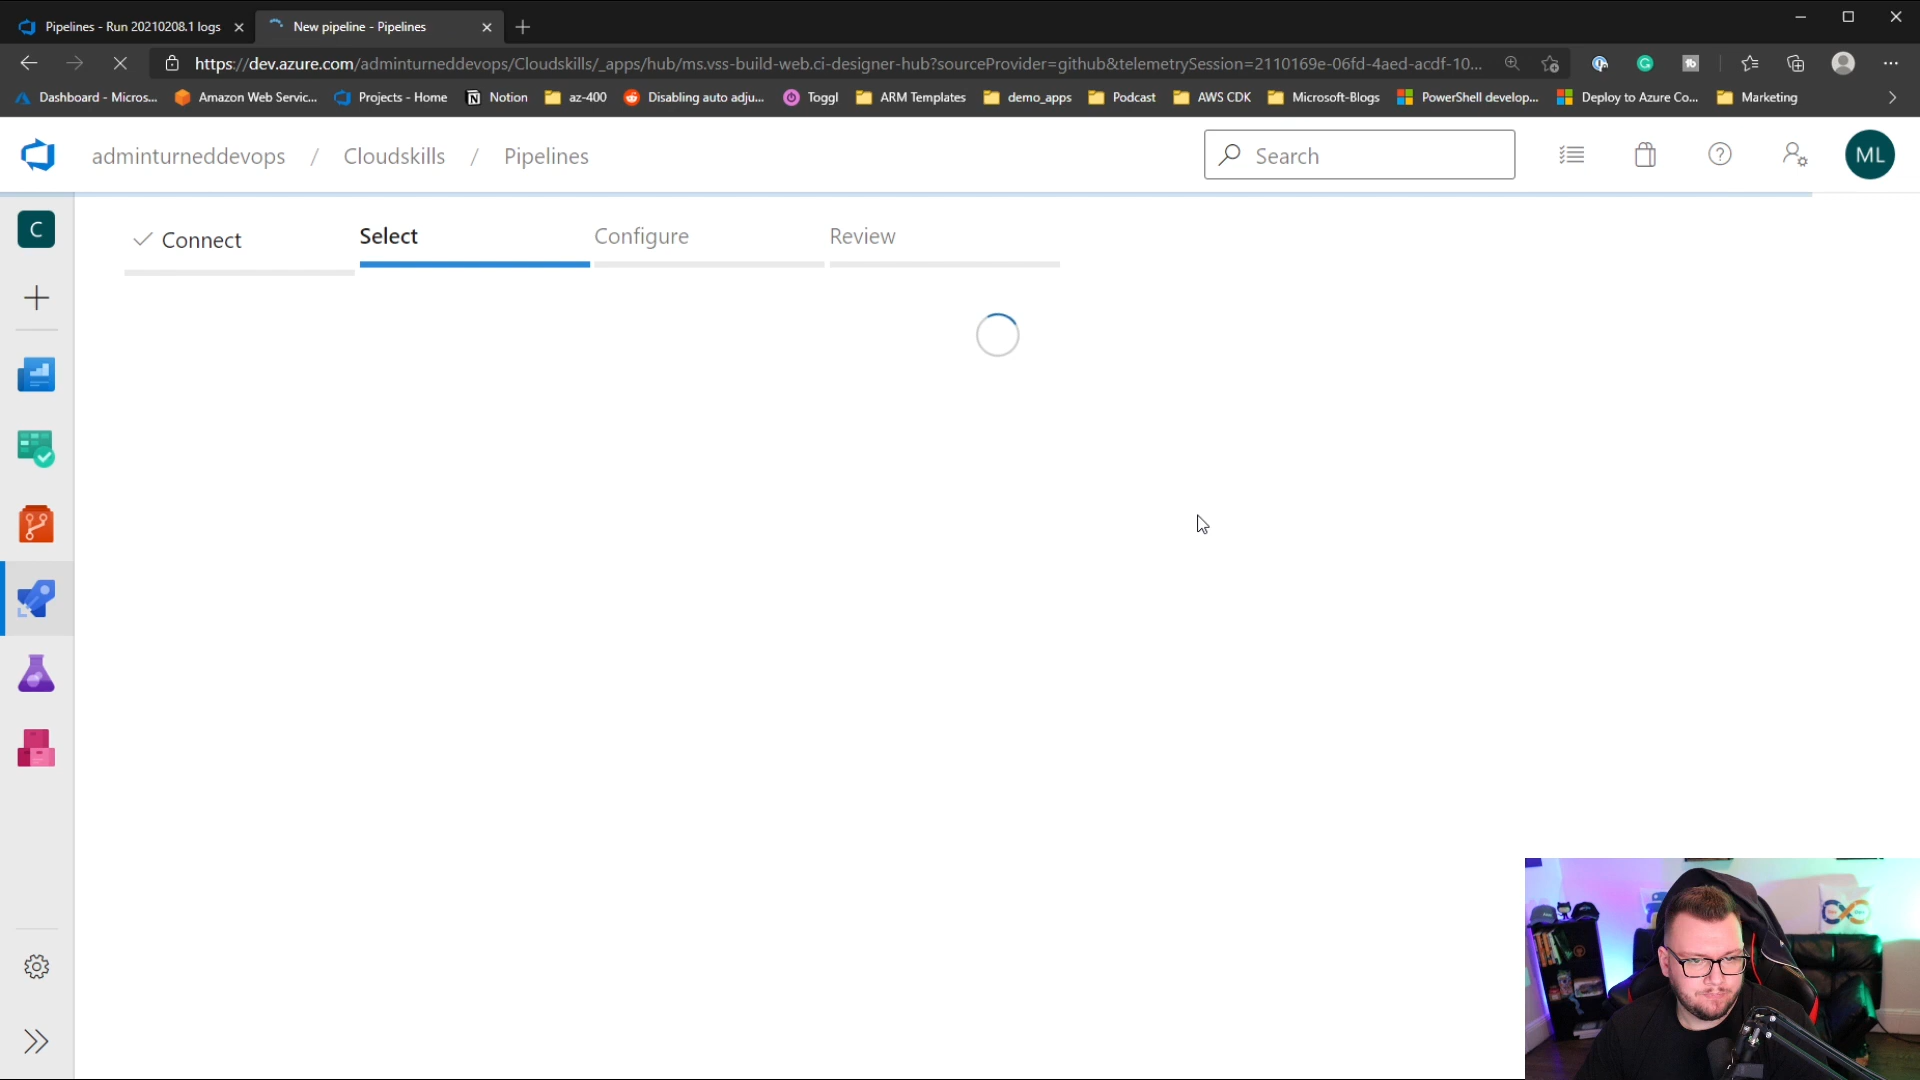 Pipelines - Run 20210208.1 logs
New pipeline - Pipelines
https://dev.azure.com/adminturneddevops/Cloudskills/_apps/hub/ms.vss-build-web.ci-designer-hub?sourceProvider=github&telemetrySession=2110169e-06fd-4aed-acdf-10...
Dashboard - Micros...
Amazon Web Servic...
Projects - Home
Notion
az-400
Disabling auto adju...
Toggl
ARM Templates
demo_apps
Podcast
AWS CDK
Microsoft-Blogs
PowerShell develop...
Deploy to Azure Co...
Marketing
adminturneddevops / Cloudskills / Pipelines
Search
ML
C
Connect
Select
Configure
Review